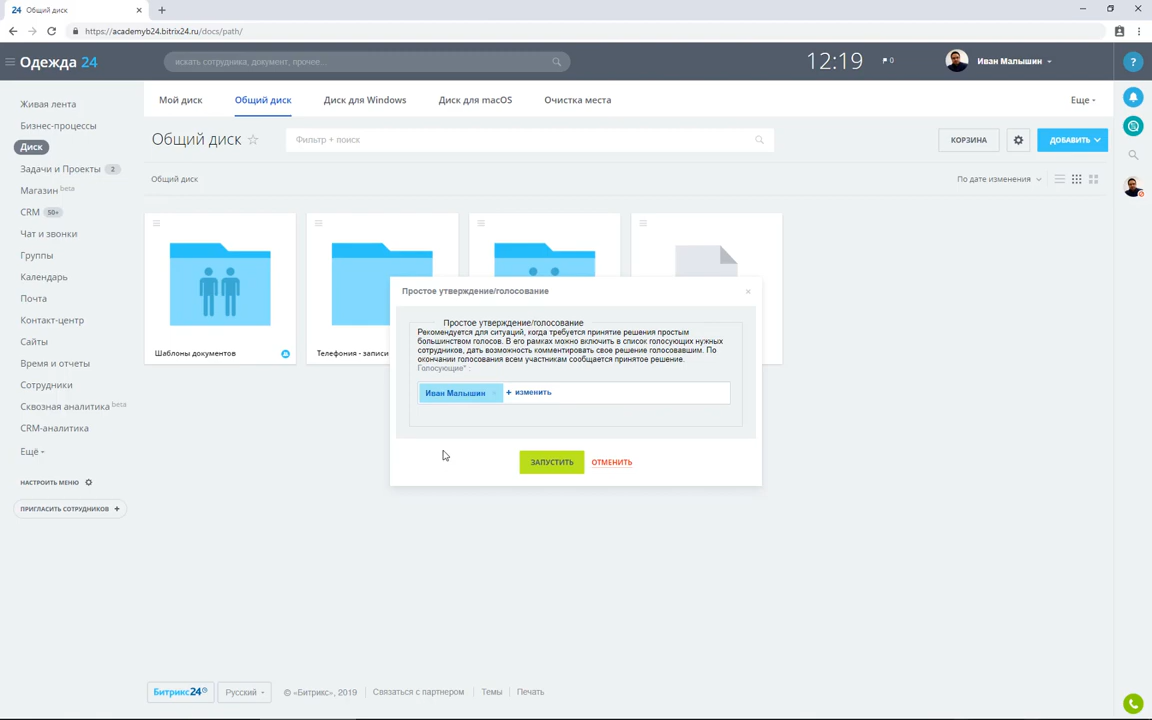 24 Общий диск
https://academyb24.bitrix24.ru/docs/path/
Одежда 24
искать сотрудника, документ, прочее...
12:19
0
Иван Малышин
?
Живая лента
Бизнес-процессы
Диск
Задачи и Проекты 2
Магазин beta
CRM 50+
Чат и звонки
Группы
Календарь
Почта
Контакт-центр
Сайты
Время и отчеты
Сотрудники
Сквозная аналитика beta
CRM-аналитика
Ещё
НАСТРОИТЬ МЕНЮ
ПРИГЛАСИТЬ СОТРУДНИКОВ +
Мой диск
Общий диск
Диск для Windows
Диск для macOS
Очистка места
Еще
Общий диск
Фильтр + поиск
КОРЗИНА
ДОБАВИТЬ
Общий диск
По дате изменения
Шаблоны документов
Телефония - записи
Простое утверждение/голосование
Простое утверждение/голосование
Рекомендуется для ситуаций, когда требуется принятие решения простым
большинством голосов. В его рамках можно включить в список голосующих нужных
сотрудников, дать возможность комментировать свое решение голосовавшим. По
окончании голосования всем участникам сообщается принятое решение.
Голосующие* :
Иван Малышин
+ изменить
ЗАПУСТИТЬ
ОТМЕНИТЬ
Битрикс24
Русский
© «Битрикс», 2019
Связаться с партнером
Темы
Печать